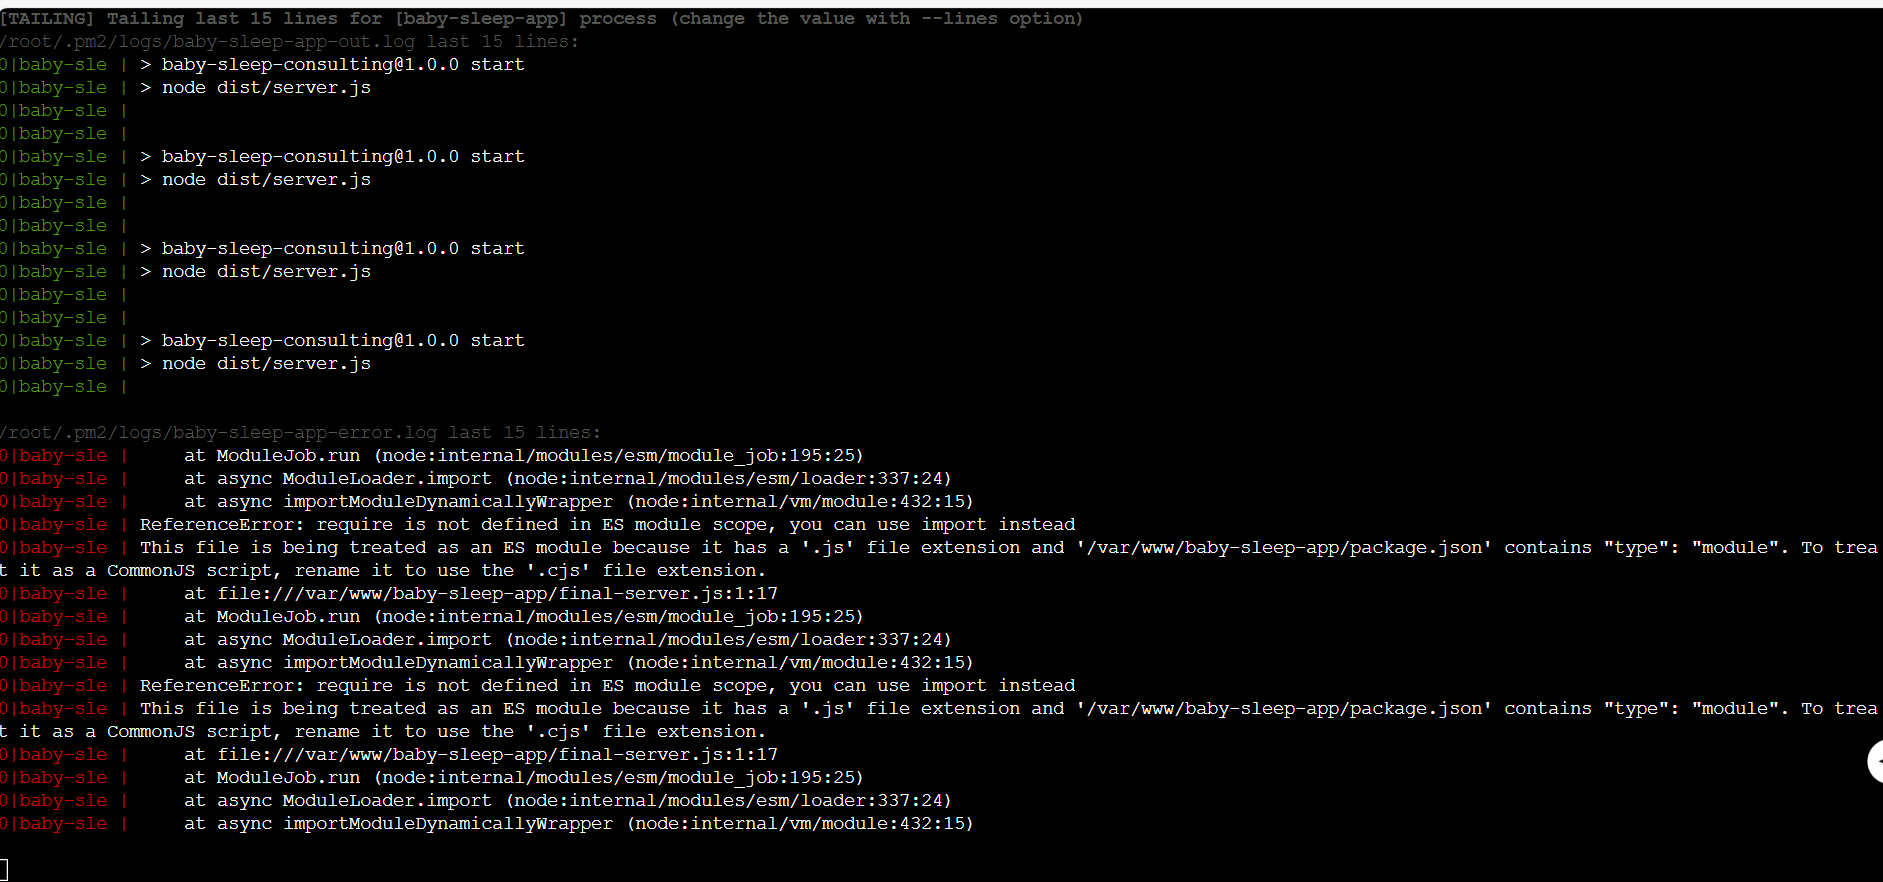 [TAILING] Tailing last 15 lines for [baby-sleep-app] process (change the value with --lines option)
/root/.pm2/logs/baby-sleep-app-out.log last 15 lines:
0|baby-sle | > baby-sleep-consulting@1.0.0 start
0|baby-sle | > node dist/server.js
0|baby-sle |
0|baby-sle |
0|baby-sle | > baby-sleep-consulting@1.0.0 start
0|baby-sle | > node dist/server.js
0|baby-sle |
0|baby-sle |
0|baby-sle | > baby-sleep-consulting@1.0.0 start
0|baby-sle | > node dist/server.js
0|baby-sle |
0|baby-sle |
0|baby-sle | > baby-sleep-consulting@1.0.0 start
0|baby-sle | > node dist/server.js
0|baby-sle |
/root/.pm2/logs/baby-sleep-app-error.log last 15 lines:
0|baby-sle |     at ModuleJob.run (node:internal/modules/esm/module_job:195:25)
0|baby-sle |     at async ModuleLoader.import (node:internal/modules/esm/loader:337:24)
0|baby-sle |     at async importModuleDynamicallyWrapper (node:internal/vm/module:432:15)
0|baby-sle | ReferenceError: require is not defined in ES module scope, you can use import instead
0|baby-sle | This file is being treated as an ES module because it has a '.js' file extension and '/var/www/baby-sleep-app/package.json' contains "type": "module". To trea
t it as a CommonJS script, rename it to use the '.cjs' file extension.
0|baby-sle |     at file:///var/www/baby-sleep-app/final-server.js:1:17
0|baby-sle |     at ModuleJob.run (node:internal/modules/esm/module_job:195:25)
0|baby-sle |     at async ModuleLoader.import (node:internal/modules/esm/loader:337:24)
0|baby-sle |     at async importModuleDynamicallyWrapper (node:internal/vm/module:432:15)
0|baby-sle | ReferenceError: require is not defined in ES module scope, you can use import instead
0|baby-sle | This file is being treated as an ES module because it has a '.js' file extension and '/var/www/baby-sleep-app/package.json' contains "type": "module". To trea
t it as a CommonJS script, rename it to use the '.cjs' file extension.
0|baby-sle |     at file:///var/www/baby-sleep-app/final-server.js:1:17
0|baby-sle |     at ModuleJob.run (node:internal/modules/esm/module_job:195:25)
0|baby-sle |     at async ModuleLoader.import (node:internal/modules/esm/loader:337:24)
0|baby-sle |     at async importModuleDynamicallyWrapper (node:internal/vm/module:432:15)